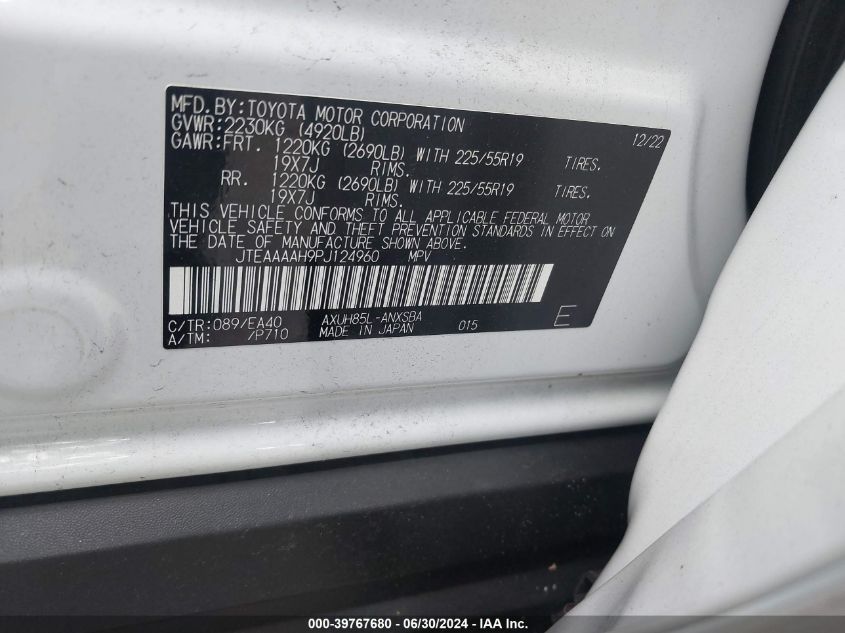 MFD.BY:TOYOTA MOTOR CORPORATION 12/22
GVWR:2230KG (4920LB)
GAWR:FRT. 1220KG (2690LB) WITH 225/55R19 TIRES.
19X7J RIMS.
RR. 1220KG (2690LB) WITH 225/55R19 TIRES.
19X7J RIMS.
THIS VEHICLE CONFORMS TO ALL APPLICABLE FEDERAL MOTOR
VEHICLE SAFETY AND THEFT PREVENTION STANDARDS IN EFFECT ON
THE DATE OF MANUFACTURE SHOWN ABOVE.
JTEAAAAH9PJ124960 MPV
C/TR:089/EA40 AXUH85L-ANXSBA 015 E
A/TM: /P710 MADE IN JAPAN
000-39767680 - 06/30/2024 - IAA Inc.